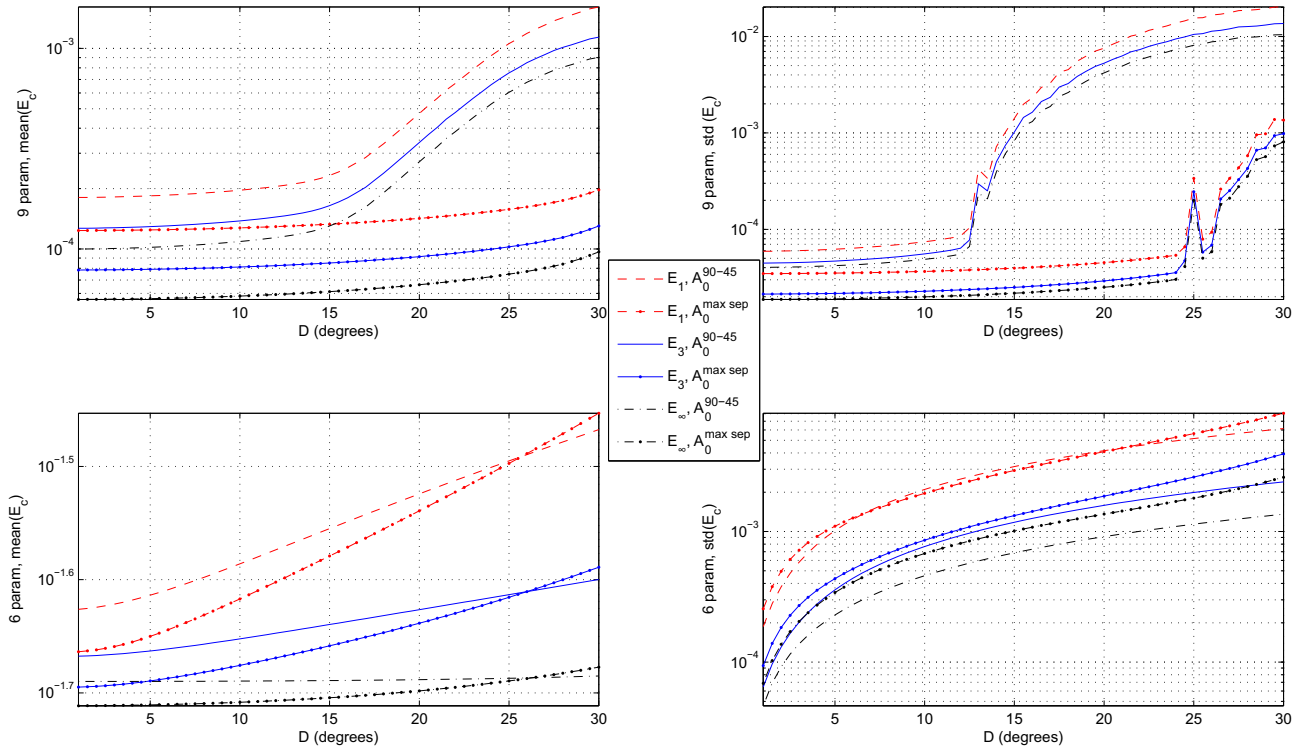 9 param, mean(E_c)
10^-3
10^-4
5 10 15 20 25 30
D (degrees)
9 param, std (E_c)
10^-2
10^-3
10^-4
5 10 15 20 25 30
D (degrees)
E_1, A_0^90-45
E_1, A_0^max sep
E_3, A_0^90-45
E_3, A_0^max sep
E_∞, A_0^90-45
E_∞, A_0^max sep
6 param, mean(E_c)
10^-1.5
10^-1.6
10^-1.7
5 10 15 20 25 30
D (degrees)
6 param, std(E_c)
10^-3
10^-4
5 10 15 20 25 30
D (degrees)